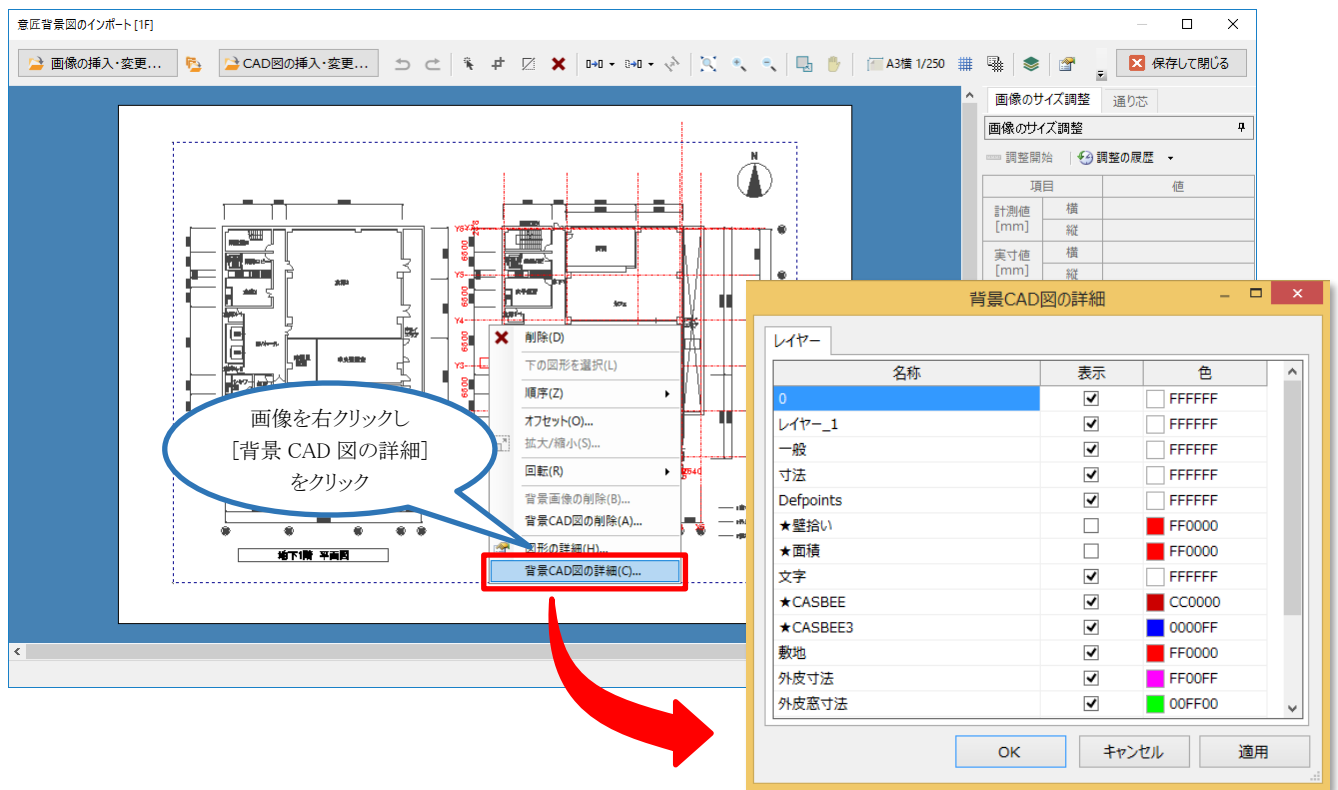 意匠背景図のインポート [1F]
画像の挿入・変更...
CAD図の挿入・変更...
A3横 1/250
保存して閉じる
画像のサイズ調整
通り芯
画像のサイズ調整
調整開始
調整の履歴
項目
値
計測値
[mm]
横
縦
実寸値
[mm]
横
縦
N
Y5
6500
Y4
6500
Y3
6500
地下1階 平面図
削除(D)
下の図形を選択(L)
順序(Z)
オフセット(O)...
拡大/縮小(S)...
回転(R)
背景画像の削除(B)...
背景CAD図の削除(A)...
図形の詳細(H)...
背景CAD図の詳細(C)...
画像を右クリックし
[背景 CAD 図の詳細]
をクリック
背景CAD図の詳細
レイヤー
名称
表示
色
0
FFFFFF
レイヤー_1
FFFFFF
一般
FFFFFF
寸法
FFFFFF
Defpoints
FFFFFF
★壁拾い
FF0000
★面積
FF0000
文字
FFFFFF
★CASBEE
CC0000
★CASBEE3
0000FF
敷地
FF0000
外皮寸法
FF00FF
外皮窓寸法
00FF00
OK
キャンセル
適用